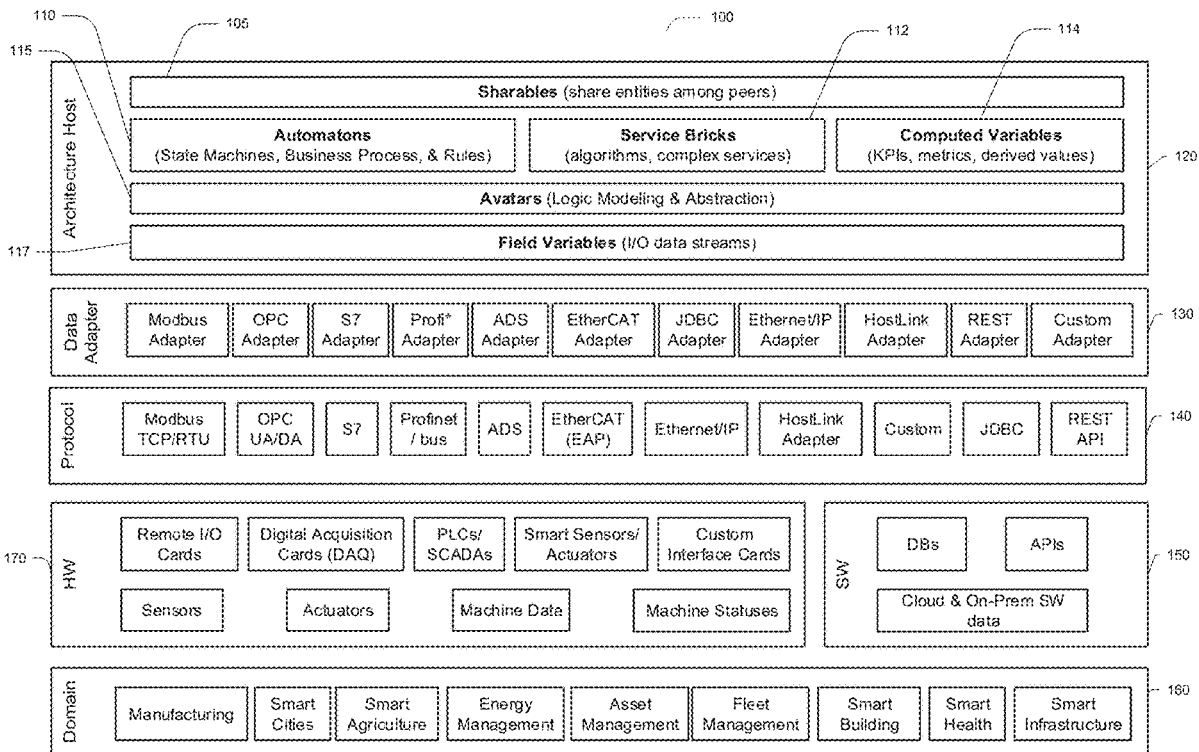 110
105
100
115
112
114
Architecture Host
Sharables (share entities among peers)
Automatons
(State Machines, Business Process, & Rules)
Service Bricks
(algorithms, complex services)
Computed Variables
(KPIs, metrics, derived values)
120
Avatars (Logic Modeling & Abstraction)
117
Field Variables (I/O data streams)
Data
Adapter
Modbus
Adapter
OPC
Adapter
S7
Adapter
Profi*
Adapter
ADS
Adapter
EtherCAT
Adapter
JDBC
Adapter
Ethernet/IP
Adapter
HostLink
Adapter
REST
Adapter
Custom
Adapter
130
Protocol
Modbus
TCP/RTU
OPC
UA/DA
S7
Profinet
/ bus
ADS
EtherCAT
(EAP)
Ethernet/IP
HostLink
Adapter
Custom
JDBC
REST
API
140
170
HW
Remote I/O
Cards
Digital Acquisition
Cards (DAQ)
PLCs/
SCADAs
Smart Sensors/
Actuators
Custom
Interface Cards
Sensors
Actuators
Machine Data
Machine Statuses
SW
DBs
APIs
Cloud & On-Prem SW
data
150
Domain
Manufacturing
Smart
Cities
Smart
Agriculture
Energy
Management
Asset
Management
Fleet
Management
Smart
Building
Smart
Health
Smart
Infrastructure
160